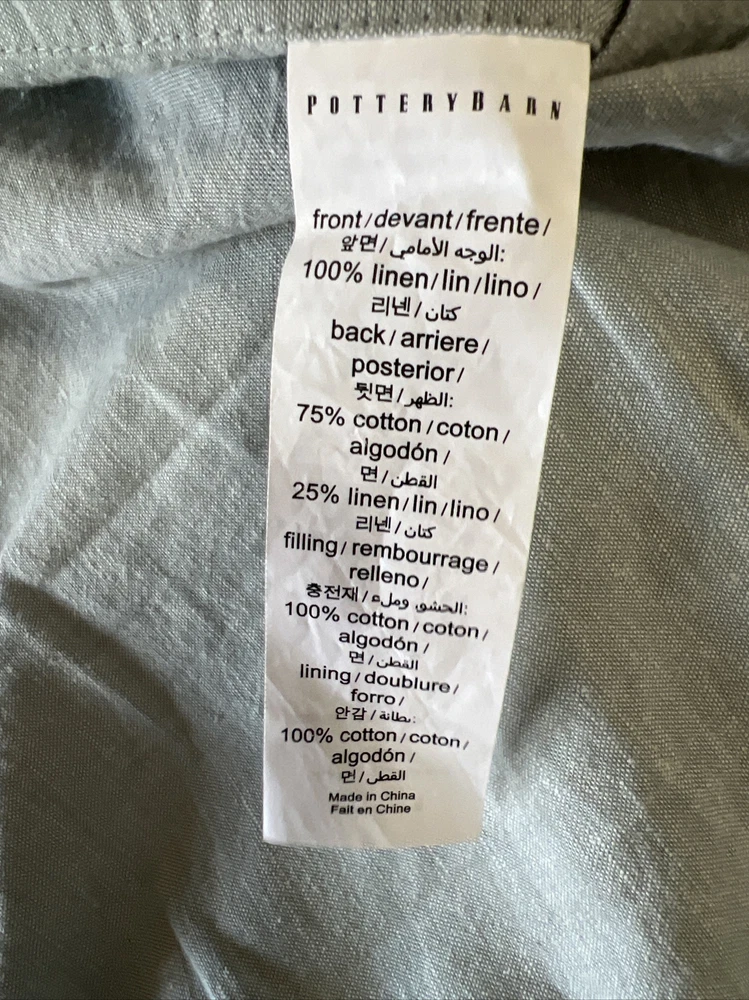 POTTERYBARN
front/devant/frente/
앞면/الوجه الأمامي:
100% linen/lin/lino/
리넨/كتان
back/arriere/
posterior/
뒷면/الظهر:
75% cotton/coton/
algodón/
면/القطن
25% linen/lin/lino/
리넨/كتان
filling/rembourrage/
relleno/
충전재/الحشو وملء:
100% cotton/coton/
algodón/
면/القطن
lining/doublure/
forro/
안감/بطانة:
100% cotton/coton/
algodón/
면/القطن
Made in China
Fait en Chine